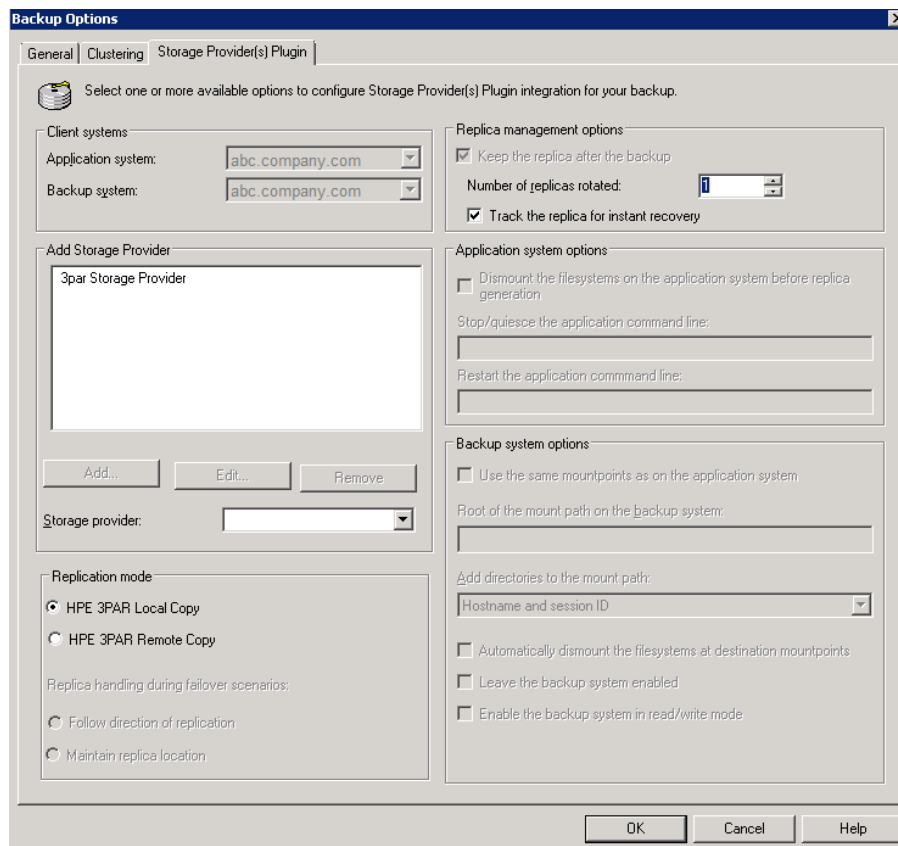 Backup Options
General
Clustering
Storage Provider(s) Plugin
Select one or more available options to configure Storage Provider(s) Plugin integration for your backup.
Client systems
Application system:
abc.company.com
Backup system:
abc.company.com
Add Storage Provider
3par Storage Provider
Add...
Edit...
Remove
Storage provider:
Replication mode
HPE 3PAR Local Copy
HPE 3PAR Remote Copy
Replica handling during failover scenarios:
Follow direction of replication
Maintain replica location
Replica management options
Keep the replica after the backup
Number of replicas rotated:
1
Track the replica for instant recovery
Application system options
Dismount the filesystems on the application system before replica
generation
Stop/quiesce the application command line:
Restart the application commmand line:
Backup system options
Use the same mountpoints as on the application system
Root of the mount path on the backup system:
Add directories to the mount path:
Hostname and session ID
Automatically dismount the filesystems at destination mountpoints
Leave the backup system enabled
Enable the backup system in read/write mode
OK
Cancel
Help